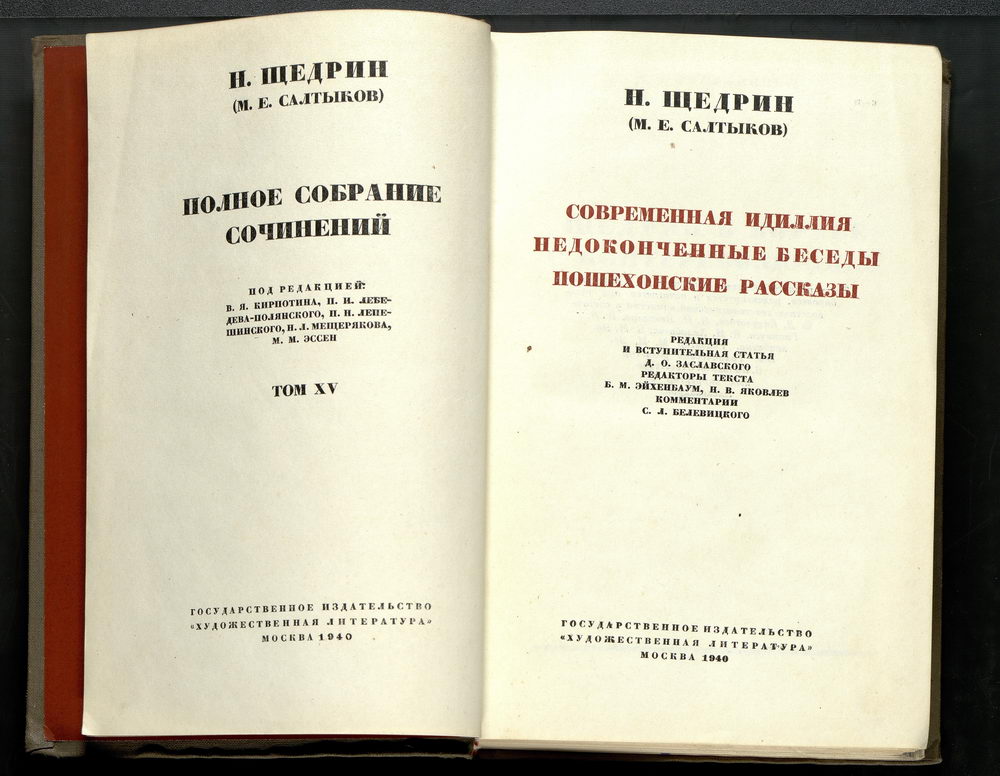 Н. ЩЕДРИН
(М. Е. САЛТЫКОВ)
ПОЛНОЕ СОБРАНИЕ
СОЧИНЕНИЙ
ПОД РЕДАКЦИЕЙ:
В. Я. КИРПОТИНА, П. И. ЛЕБЕ-
ДЕВА-ПОЛЯНСКОГО, П. Н. ЛЕПЕ-
ШИНСКОГО, Н. Л. МЕЩЕРЯКОВА,
М. М. ЭССЕН
ТОМ XV
ГОСУДАРСТВЕННОЕ ИЗДАТЕЛЬСТВО
«ХУДОЖЕСТВЕННАЯ ЛИТЕРАТУРА»
МОСКВА 1940
Н. ЩЕДРИН
(М. Е. САЛТЫКОВ)
СОВРЕМЕННАЯ ИДИЛЛИЯ
НЕДОКОНЧЕННЫЕ БЕСЕДЫ
ПОШЕХОНСКИЕ РАССКАЗЫ
РЕДАКЦИЯ
И ВСТУПИТЕЛЬНАЯ СТАТЬЯ
Д. О. ЗАСЛАВСКОГО
РЕДАКТОРЫ ТЕКСТА
Б. М. ЭЙХЕНБАУМ, Н. В. ЯКОВЛЕВ
КОММЕНТАРИИ
С. Л. БЕЛЕВИЦКОГО
ГОСУДАРСТВЕННОЕ ИЗДАТЕЛЬСТВО
«ХУДОЖЕСТВЕННАЯ ЛИТЕРАТУРА»
МОСКВА 1940